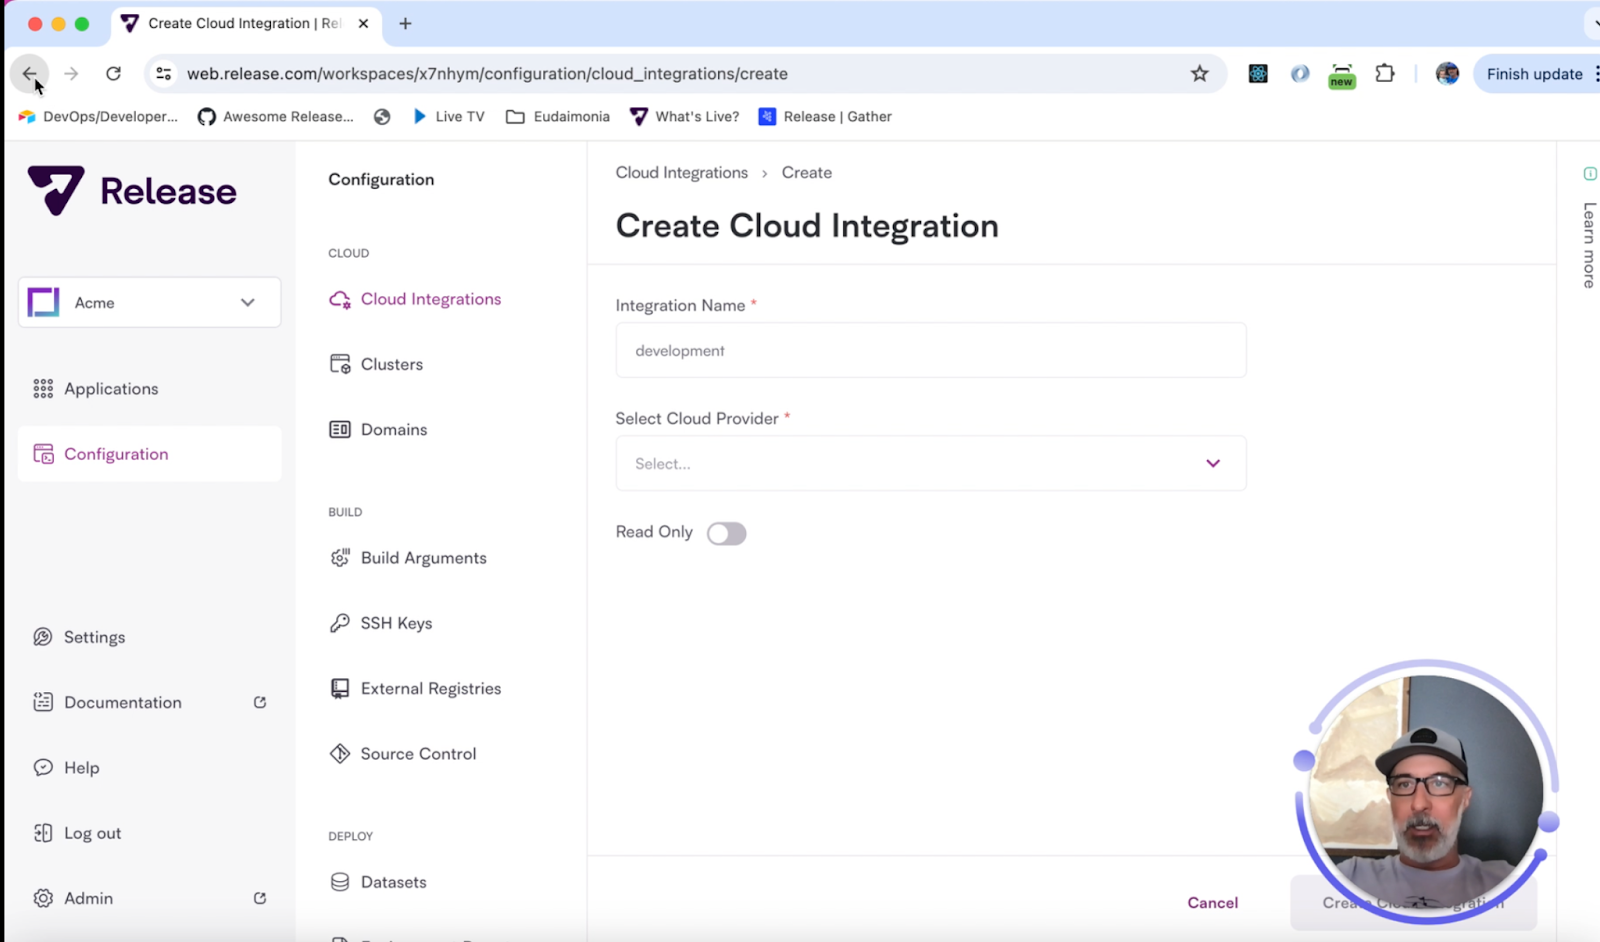 Create Cloud Integration | Rel
web.release.com/workspaces/x7nhym/configuration/cloud_integrations/create
new
Finish update
DevOps/Developer...
Awesome Release...
Live TV
Eudaimonia
What's Live?
Release | Gather
Release
Acme
Applications
Configuration
Settings
Documentation
Help
Log out
Admin
Configuration
CLOUD
Cloud Integrations
Clusters
Domains
BUILD
Build Arguments
SSH Keys
External Registries
Source Control
DEPLOY
Datasets
Cloud Integrations › Create
Create Cloud Integration
Integration Name *
development
Select Cloud Provider *
Select...
Read Only
Cancel
Learn more